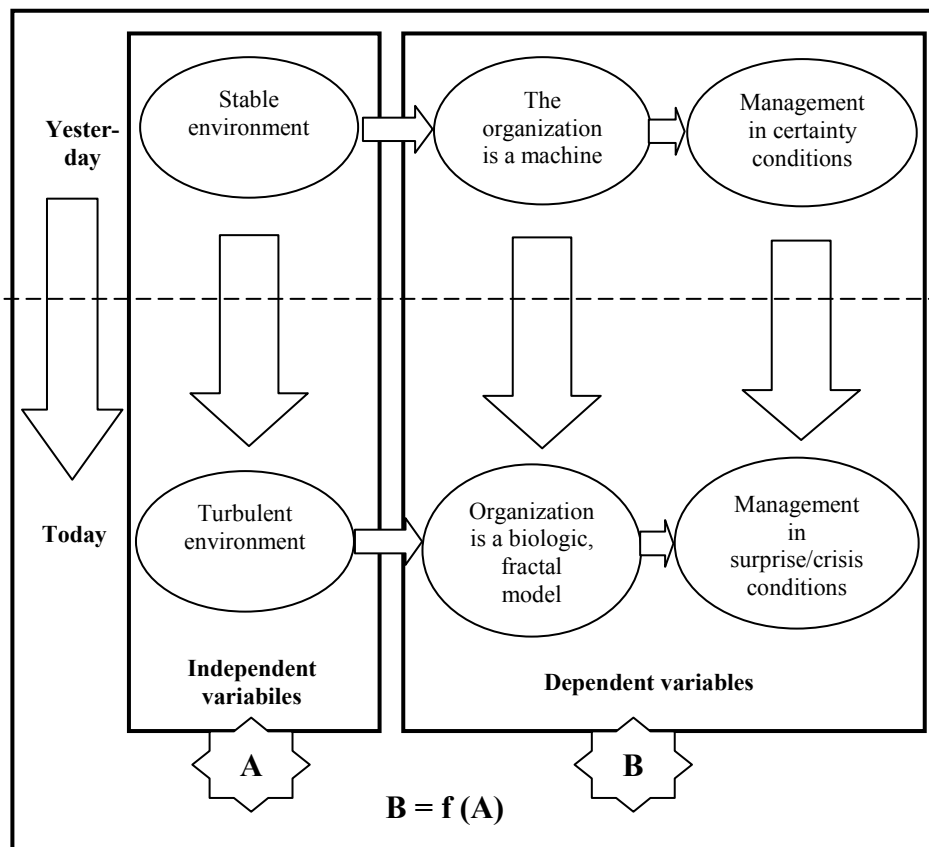 Yester-
day
Stable
environment
The
organization
is a machine
Management
in certainty
conditions
Today
Turbulent
environment
Organization
is a biologic,
fractal
model
Management
in
surprise/crisis
conditions
Independent
variabiles
Dependent variables
A
B
B = f (A)